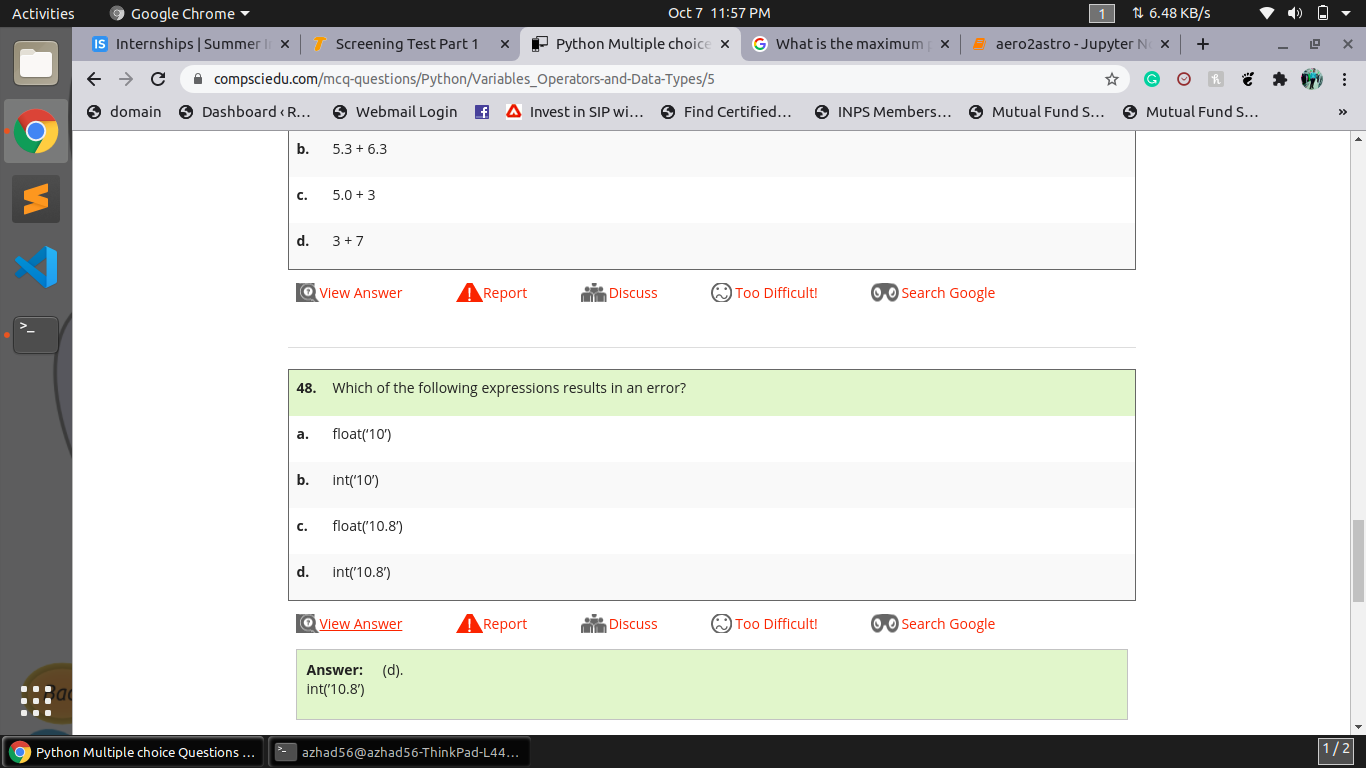 Activities Google Chrome Oct 7 11:57 PM 1 6.48 KB/s
IS Internships | Summer Screening Test Part 1 Python Multiple choice What is the maximum aero2astro - Jupyter
compsciedu.com/mcq-questions/Python/Variables_Operators-and-Data-Types/5
domain Dashboard ‹ R... Webmail Login Invest in SIP wi... Find Certified... INPS Members... Mutual Fund S... Mutual Fund S... »
b. 5.3 + 6.3
c. 5.0 + 3
d. 3 + 7
View Answer Report Discuss Too Difficult! Search Google
48. Which of the following expressions results in an error?
a. float(‘10’)
b. int(‘10’)
c. float(’10.8’)
d. int(’10.8’)
View Answer Report Discuss Too Difficult! Search Google
Answer: (d).
int(’10.8’)
Python Multiple choice Questions ... azhad56@azhad56-ThinkPad-L44... 1 / 2